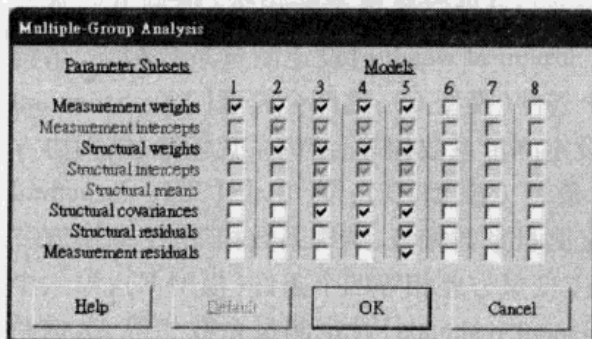 Multiple-Group Analysis
Parameter Subsets Models
1 2 3 4 5 6 7 8
Measurement weights
Measurement intercepts
Structural weights
Structural intercepts
Structural means
Structural covariances
Structural residuals
Measurement residuals
Help Default OK Cancel